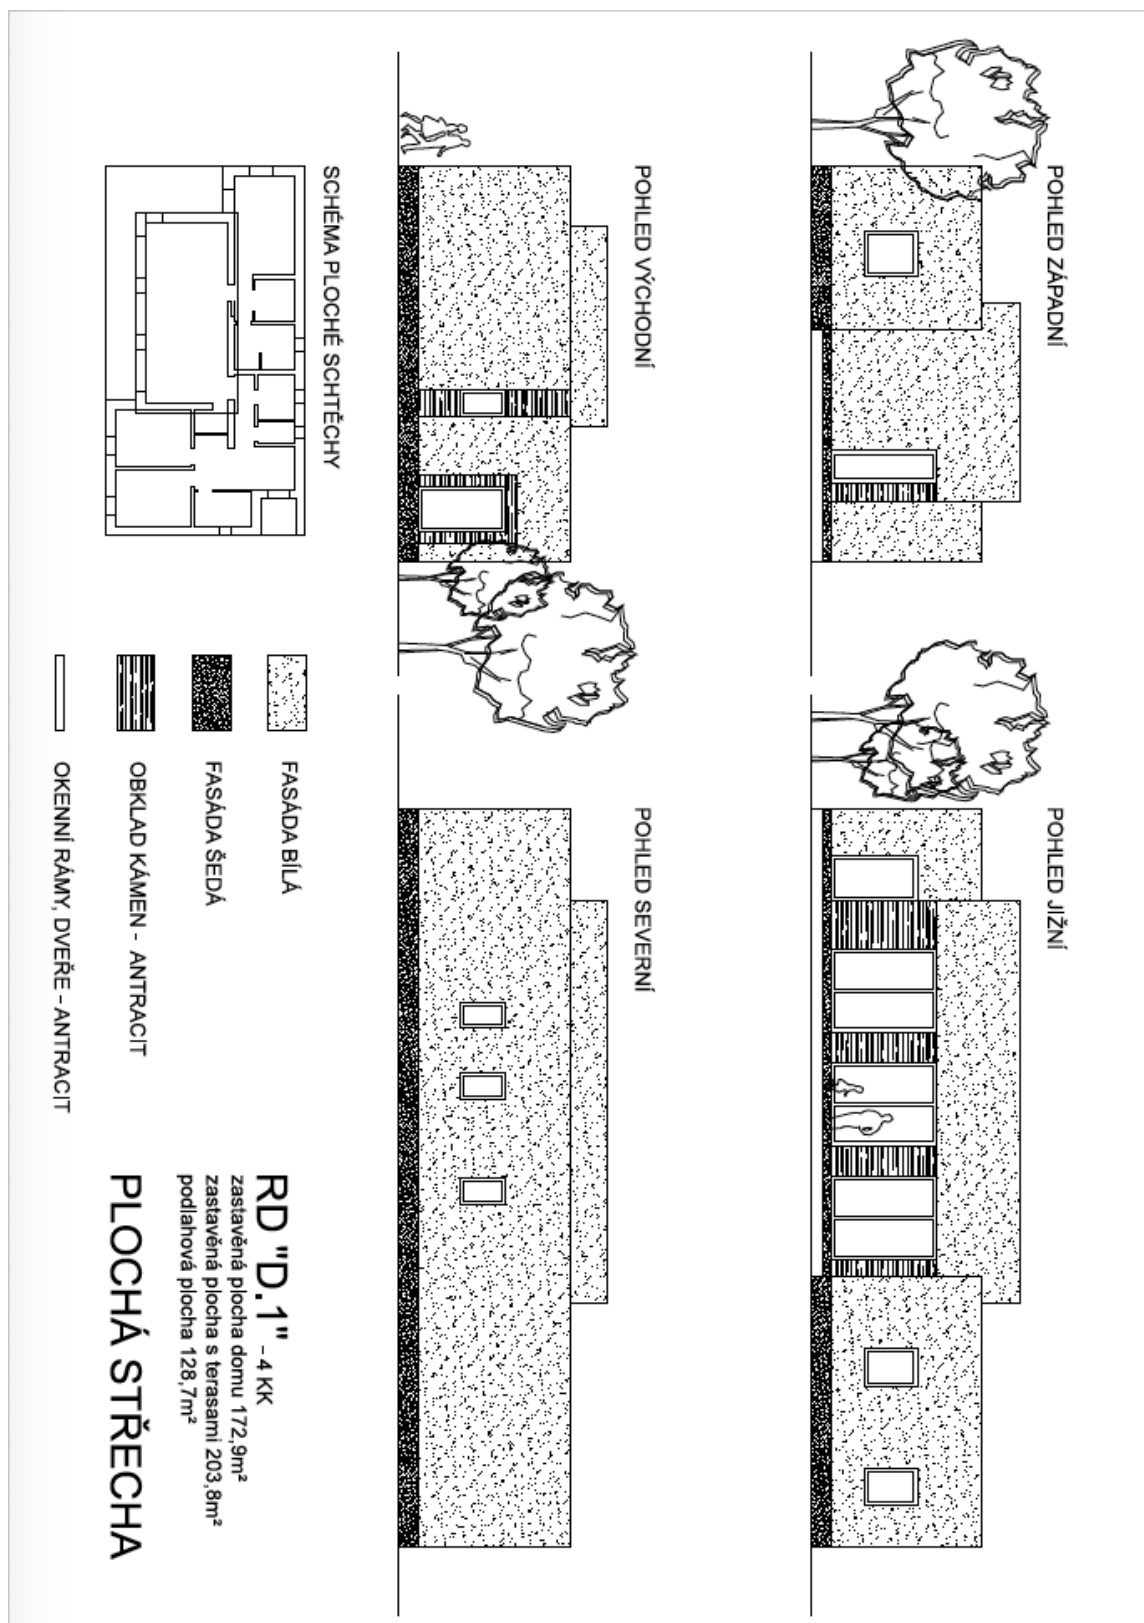 POHLED ZÁPADNÍ
POHLED JIŽNÍ
POHLED VÝCHODNÍ
POHLED SEVERNÍ
SCHÉMA PLOCHÉ SCHTĚCHY
FASÁDA BÍLÁ
FASÁDA ŠEDÁ
OBKLAD KÁMEN - ANTRACIT
OKENNÍ RÁMY, DVEŘE - ANTRACIT
RD "D.1" - 4 KK
zastavěná plocha domu 172,9m²
zastavěná plocha s terasami 203,8m²
podlahová plocha 128,7m²
PLOCHÁ STŘECHA